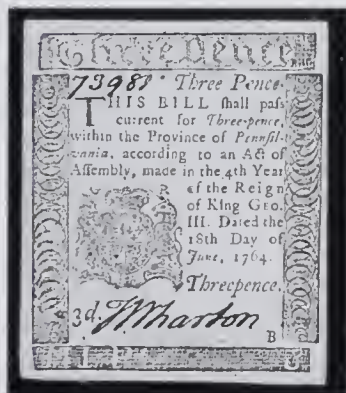 Three Pence
73988 Three Pence.
THIS BILL ſhall paſs
current for Three-pence,
within the Province of Pennſil-
vania, according to an Act of
Aſſembly, made in the 4th Year
of the Reign
of King GEO.
III. Dated the
18th Day of
June, 1764.
Threepence.
3d. Wharton
B